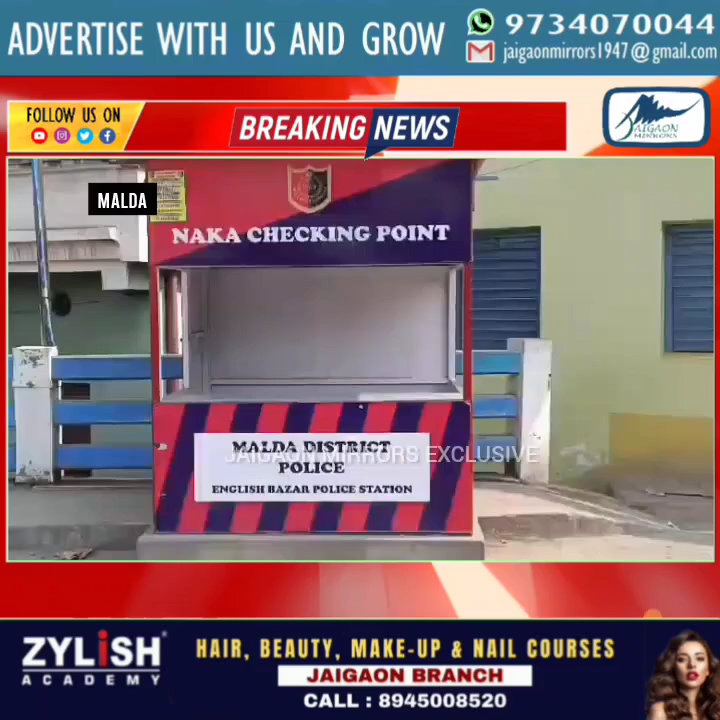 ADVERTISE WITH US AND GROW
9734070044
jaigaonmirrors1947@gmail.com
FOLLOW US ON
BREAKING NEWS
JAIGAON
MIRRORS
MALDA
NAKA CHECKING POINT
MALDA DISTRICT
POLICE
JAIGAON MIRRORS EXCLUSIVE
ENGLISH BAZAR POLICE STATION
ZYLiSH
ACADEMY
HAIR, BEAUTY, MAKE-UP & NAIL COURSES
JAIGAON BRANCH
CALL : 8945008520